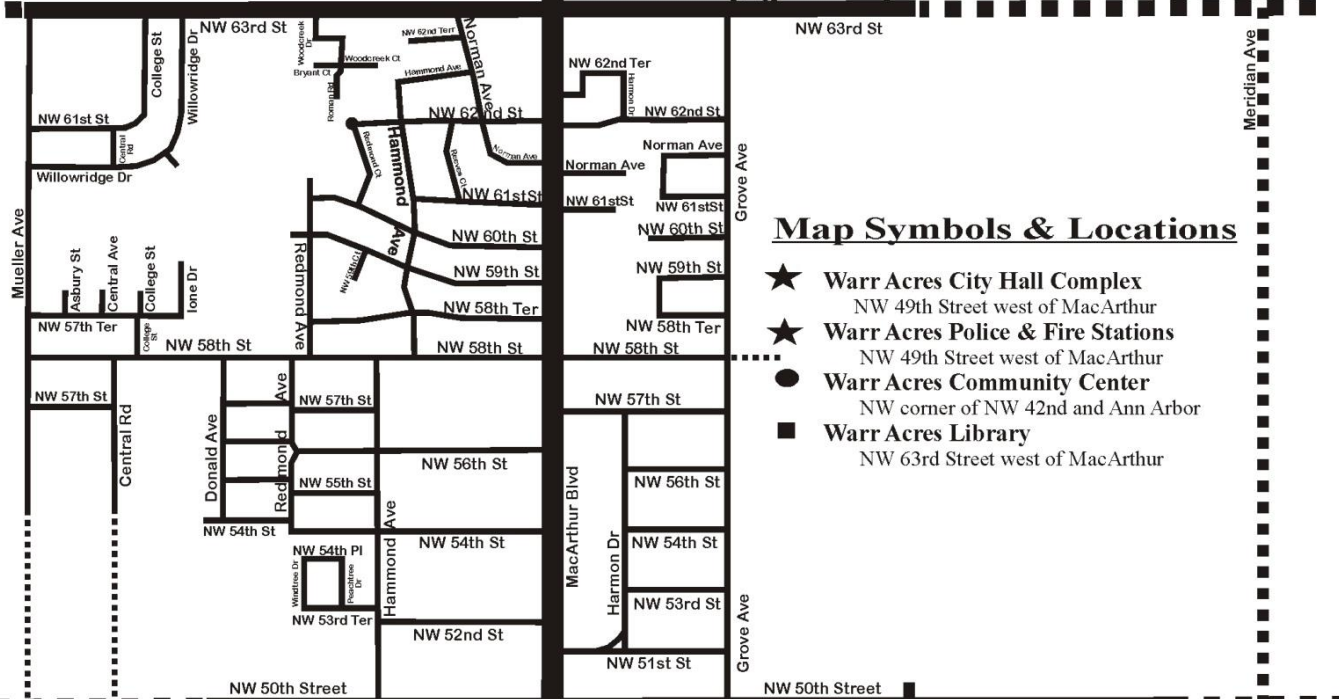 NW 63rd St
NW 63rd St
College St
Willowridge Dr
Woodcreek Dr
NW 62nd Terr
Norman Ave
Woodcreek Ct
Bryant Ct
Roman Rd
Hammond Ave
NW 62nd Ter
Harmon Dr
Meridian Ave
NW 61st St
Central Rd
NW 62nd St
NW 62nd St
Redmond Ct
Hammond Ave
Norman Ave
Norman Ave
Norman Ave
Willowridge Dr
NW 61stSt
NW 61stSt
NW 61stSt
Grove Ave
Mueller Ave
NW 60th St
NW 60th St
Redmond Ave
NW 59thCt
NW 59th St
NW 59th St
Asbury St
Central Ave
College St
Ione Dr
NW 58th Ter
NW 58th Ter
NW 57th Ter
College St
NW 58th St
NW 58th St
NW 58th St
Map Symbols & Locations
Warr Acres City Hall Complex
NW 49th Street west of MacArthur
Warr Acres Police & Fire Stations
NW 49th Street west of MacArthur
Warr Acres Community Center
NW corner of NW 42nd and Ann Arbor
Warr Acres Library
NW 63rd Street west of MacArthur
NW 57th St
Central Rd
Donald Ave
Redmond Ave
NW 57th St
NW 57th St
NW 56th St
NW 56th St
NW 55th St
MacArthur Blvd
Harmon Dr
NW 54th St
Hammond Ave
NW 54th St
NW 54th St
NW 54th Pl
Windtree Dr
Peachtree Dr
NW 53rd Ter
NW 53rd St
NW 52nd St
NW 51st St
Grove Ave
NW 50th Street
NW 50th Street